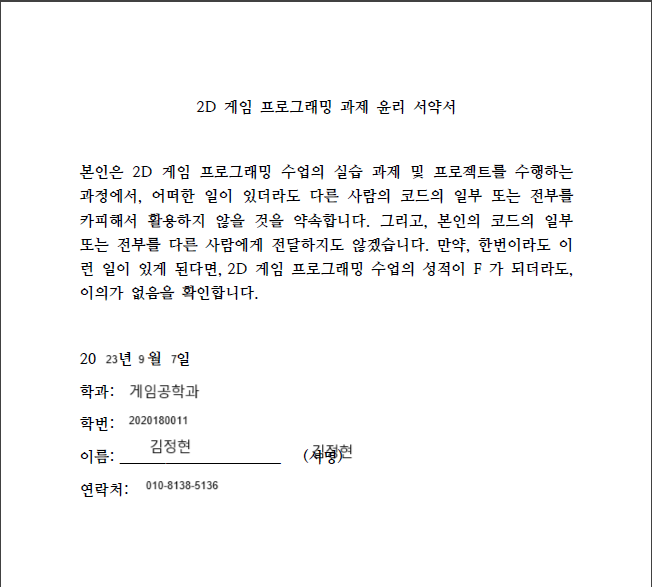 2D 게임 프로그래밍 과제 윤리 서약서
본인은 2D 게임 프로그래밍 수업의 실습 과제 및 프로젝트를 수행하는
과정에서, 어떠한 일이 있더라도 다른 사람의 코드의 일부 또는 전부를
카피해서 활용하지 않을 것을 약속합니다. 그리고, 본인의 코드의 일부
또는 전부를 다른 사람에게 전달하지도 않겠습니다. 만약, 한번이라도 이
런 일이 있게 된다면, 2D 게임 프로그래밍 수업의 성적이 F 가 되더라도,
이의가 없음을 확인합니다.
20 23년 9월 7일
학과: 게임공학과
학번: 2020180011
이름: 김정현 (서명) 김정현
연락처: 010-8138-5136